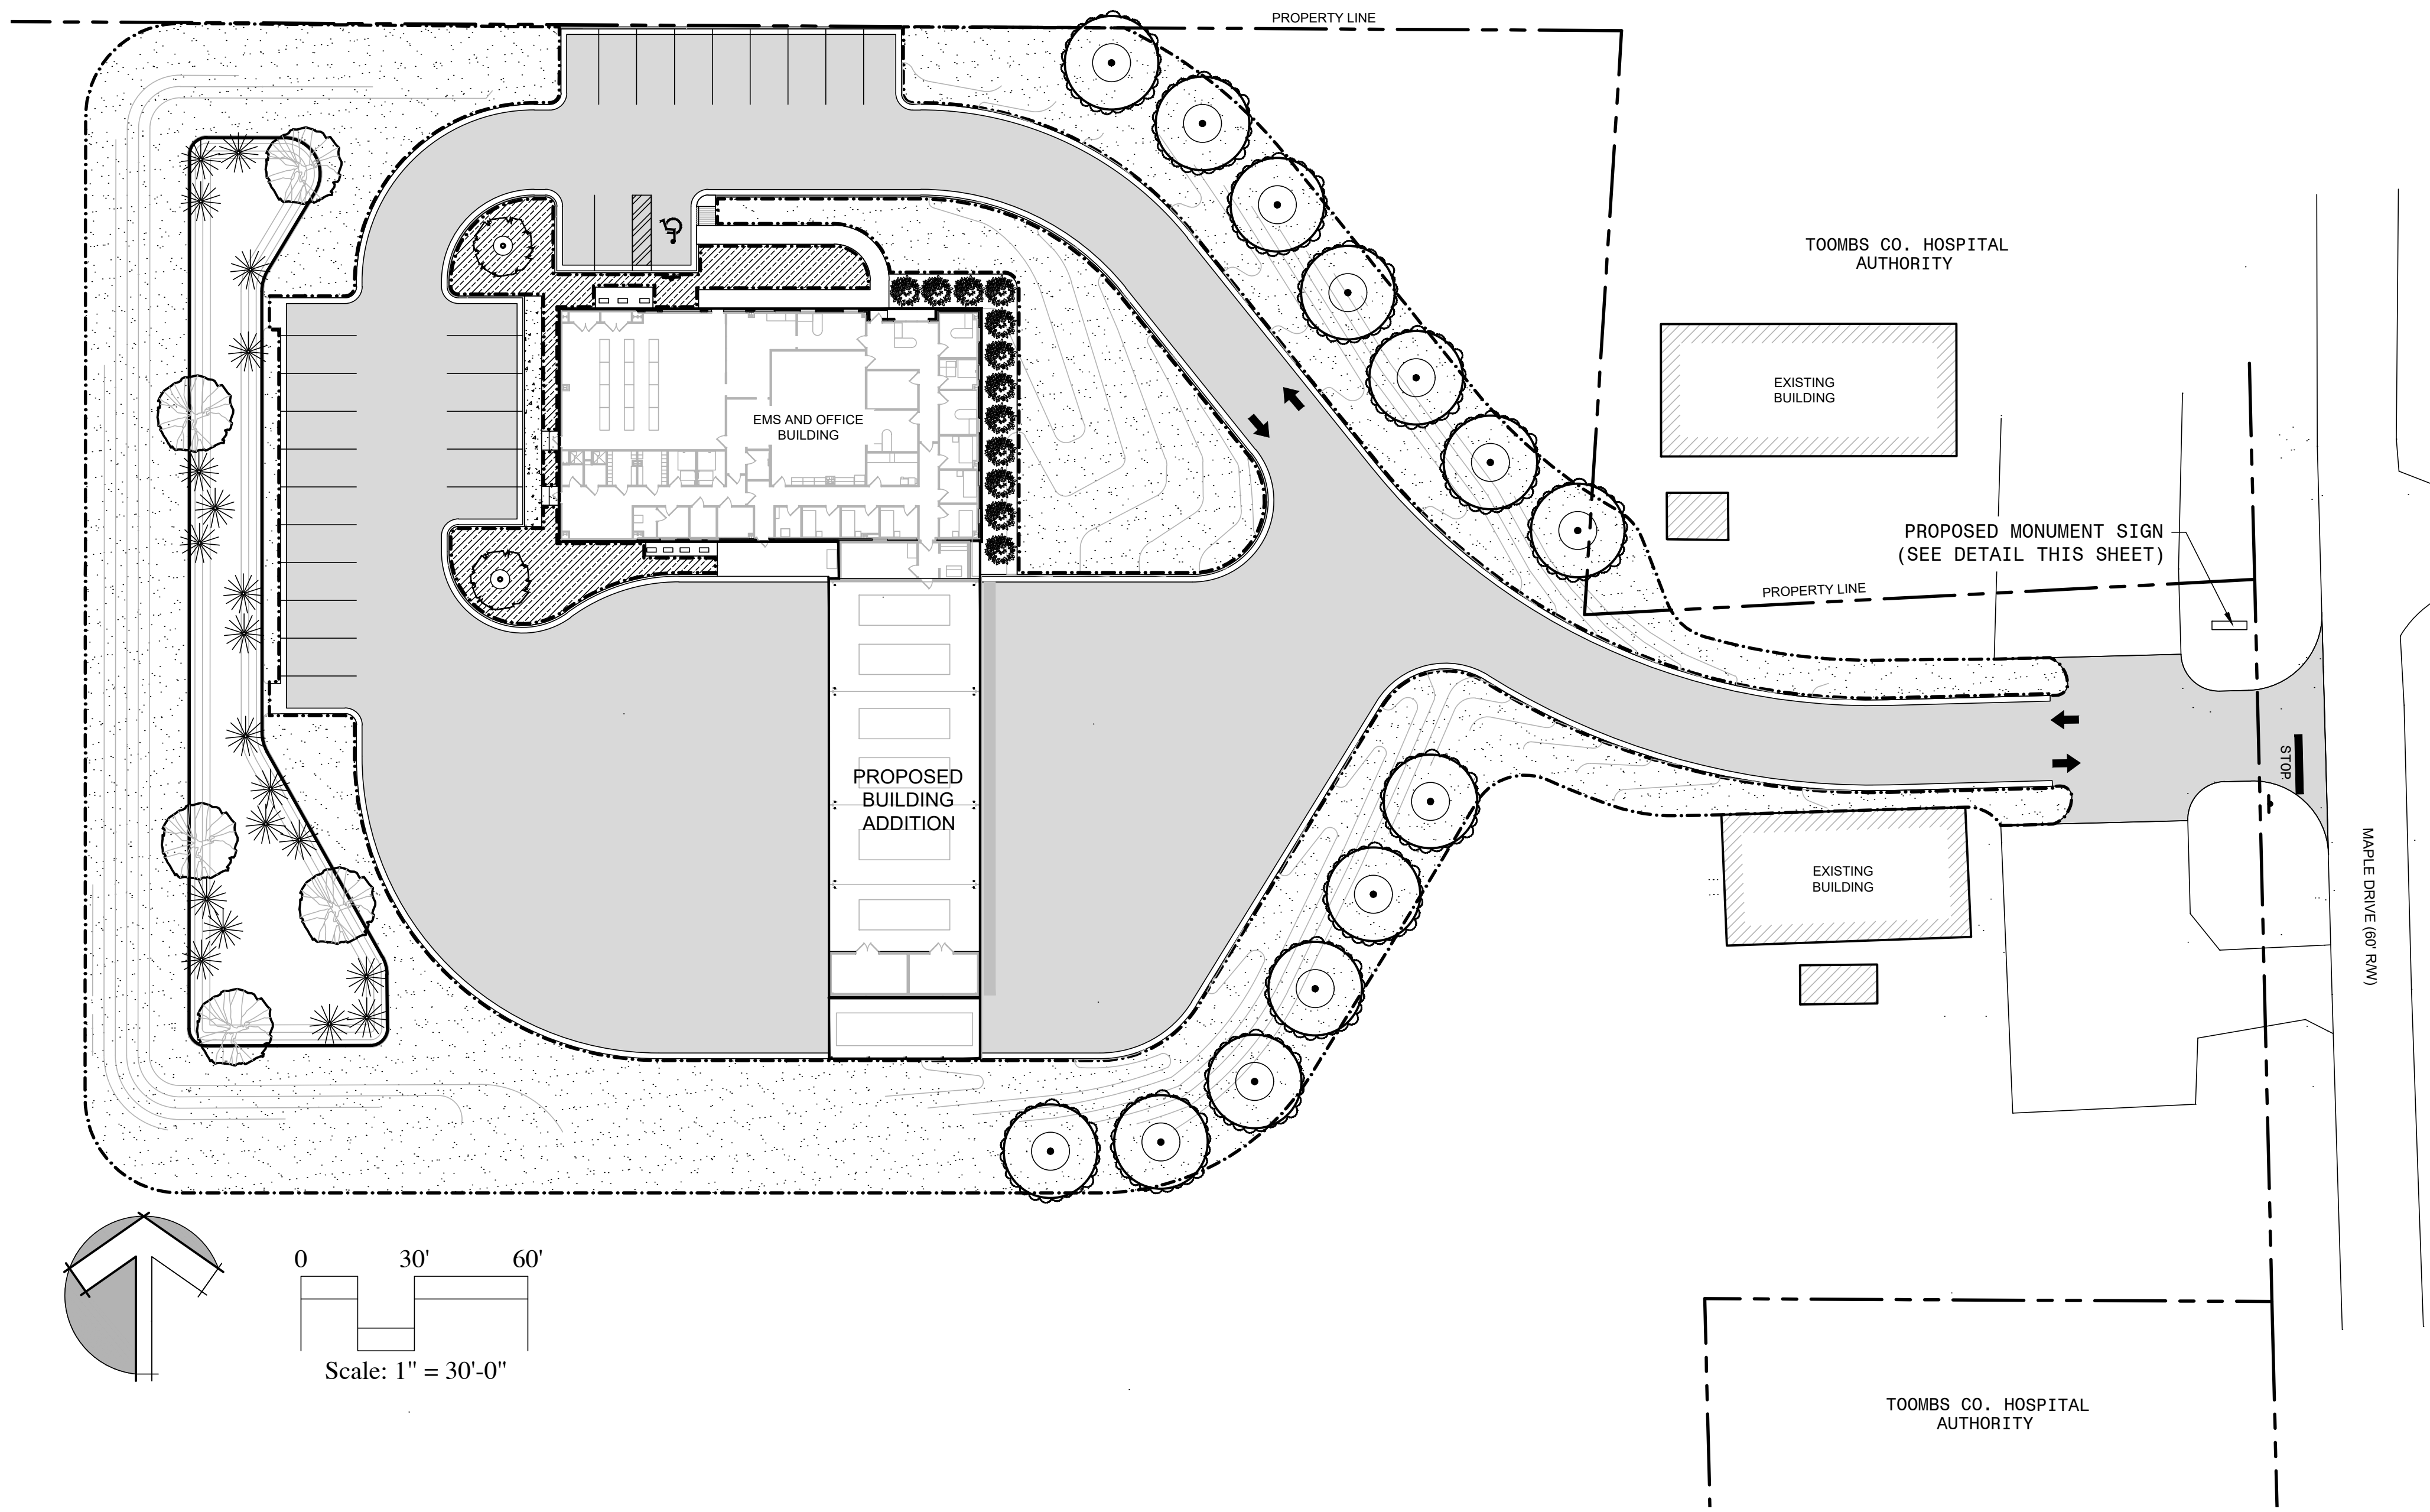 PROPERTY LINE
TOOMBS CO. HOSPITAL
AUTHORITY
EXISTING
BUILDING
EMS AND OFFICE
BUILDING
PROPOSED MONUMENT SIGN
(SEE DETAIL THIS SHEET)
PROPERTY LINE
STOP
PROPOSED
BUILDING
ADDITION
EXISTING
BUILDING
MAPLE DRIVE (60' R/W)
0 30' 60'
Scale: 1" = 30'-0"
TOOMBS CO. HOSPITAL
AUTHORITY